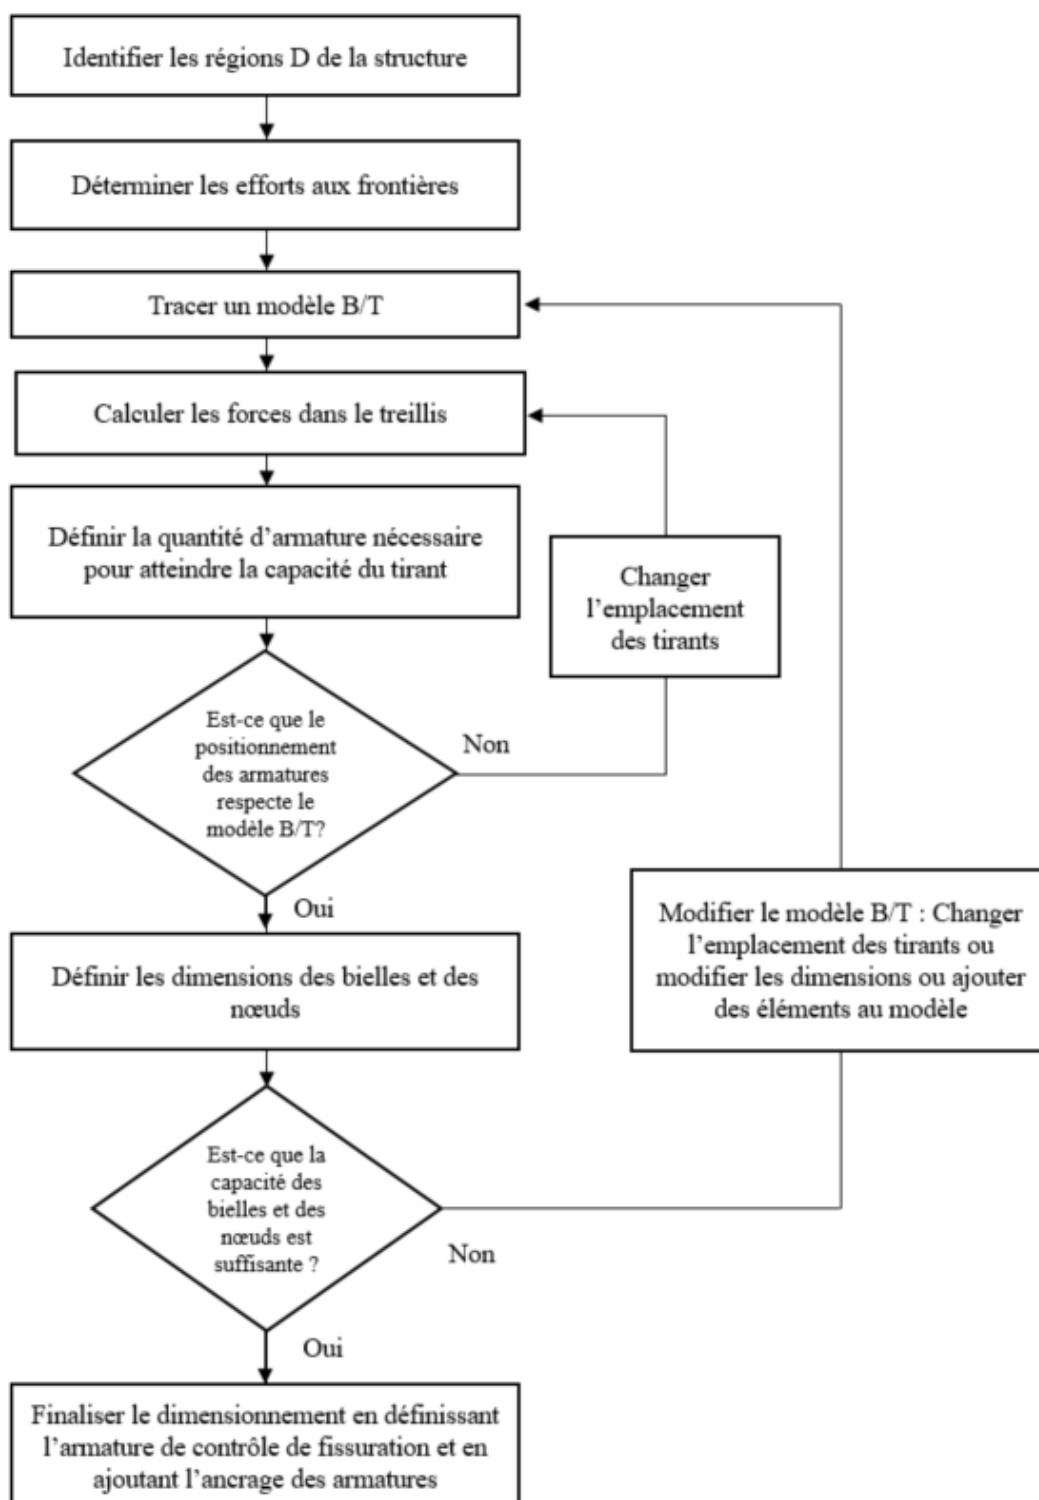 Identifier les régions D de la structure
Déterminer les efforts aux frontières
Tracer un modèle B/T
Calculer les forces dans le treillis
Définir la quantité d’armature nécessaire
pour atteindre la capacité du tirant
Changer
l’emplacement
des tirants
Est-ce que le
positionnement
des armatures
respecte le
modèle B/T?
Non
Oui
Définir les dimensions des bielles et des
nœuds
Modifier le modèle B/T : Changer
l’emplacement des tirants ou
modifier les dimensions ou ajouter
des éléments au modèle
Est-ce que la
capacité des
bielles et des
nœuds est
suffisante ?
Non
Oui
Finaliser le dimensionnement en définissant
l’armature de contrôle de fissuration et en
ajoutant l’ancrage des armatures